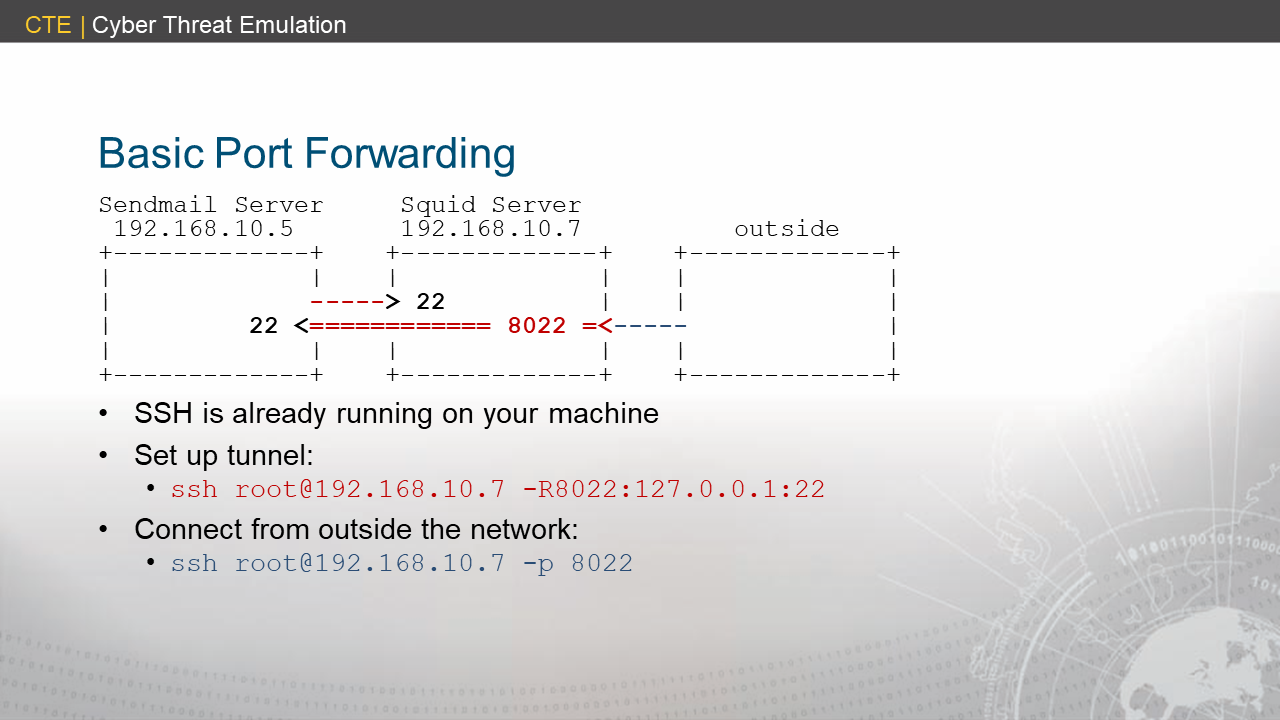 CTE | Cyber Threat Emulation
Basic Port Forwarding
Sendmail Server     Squid Server
 192.168.10.5       192.168.10.7          outside
+-------------+    +-------------+    +-------------+
|             |    |             |    |             |
|             -----> 22          |    |             |
|         22 <============ 8022 =<-----             |
|             |    |             |    |             |
+-------------+    +-------------+    +-------------+
• SSH is already running on your machine
• Set up tunnel:
• ssh root@192.168.10.7 -R8022:127.0.0.1:22
• Connect from outside the network:
• ssh root@192.168.10.7 -p 8022